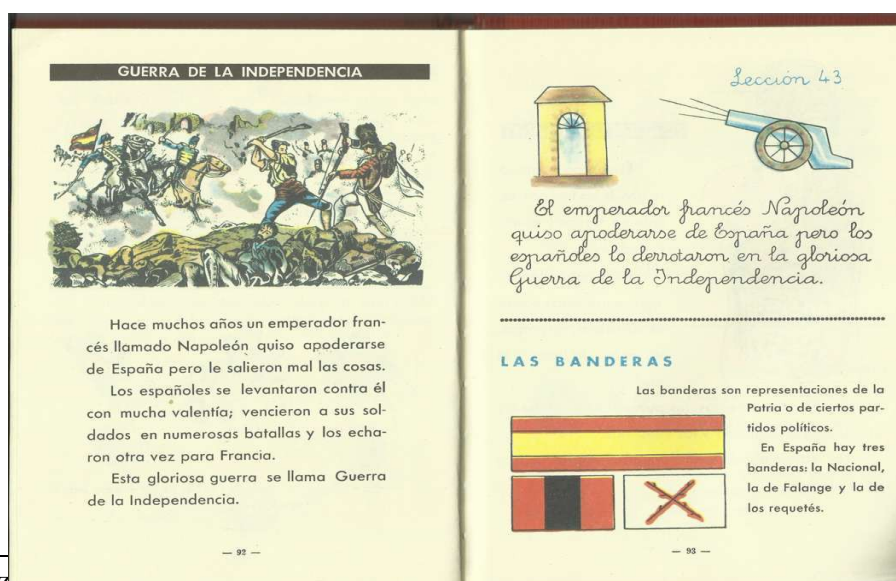 GUERRA DE LA INDEPENDENCIA
Hace muchos años un emperador fran-
cés llamado Napoleón quiso apoderarse
de España pero le salieron mal las cosas.
Los españoles se levantaron contra él
con mucha valentía; vencieron a sus sol-
dados en numerosas batallas y los echa-
ron otra vez para Francia.
Esta gloriosa guerra se llama Guerra
de la Independencia.
— 92 —
Lección 43
El emperador francés Napoleón
quiso apoderarse de España pero los
españoles lo derrotaron en la gloriosa
Guerra de la Independencia.
LAS BANDERAS
Las banderas son representaciones de la
Patria o de ciertos par-
tidos políticos.
En España hay tres
banderas: la Nacional,
la de Falange y la de
los requetés.
— 93 —